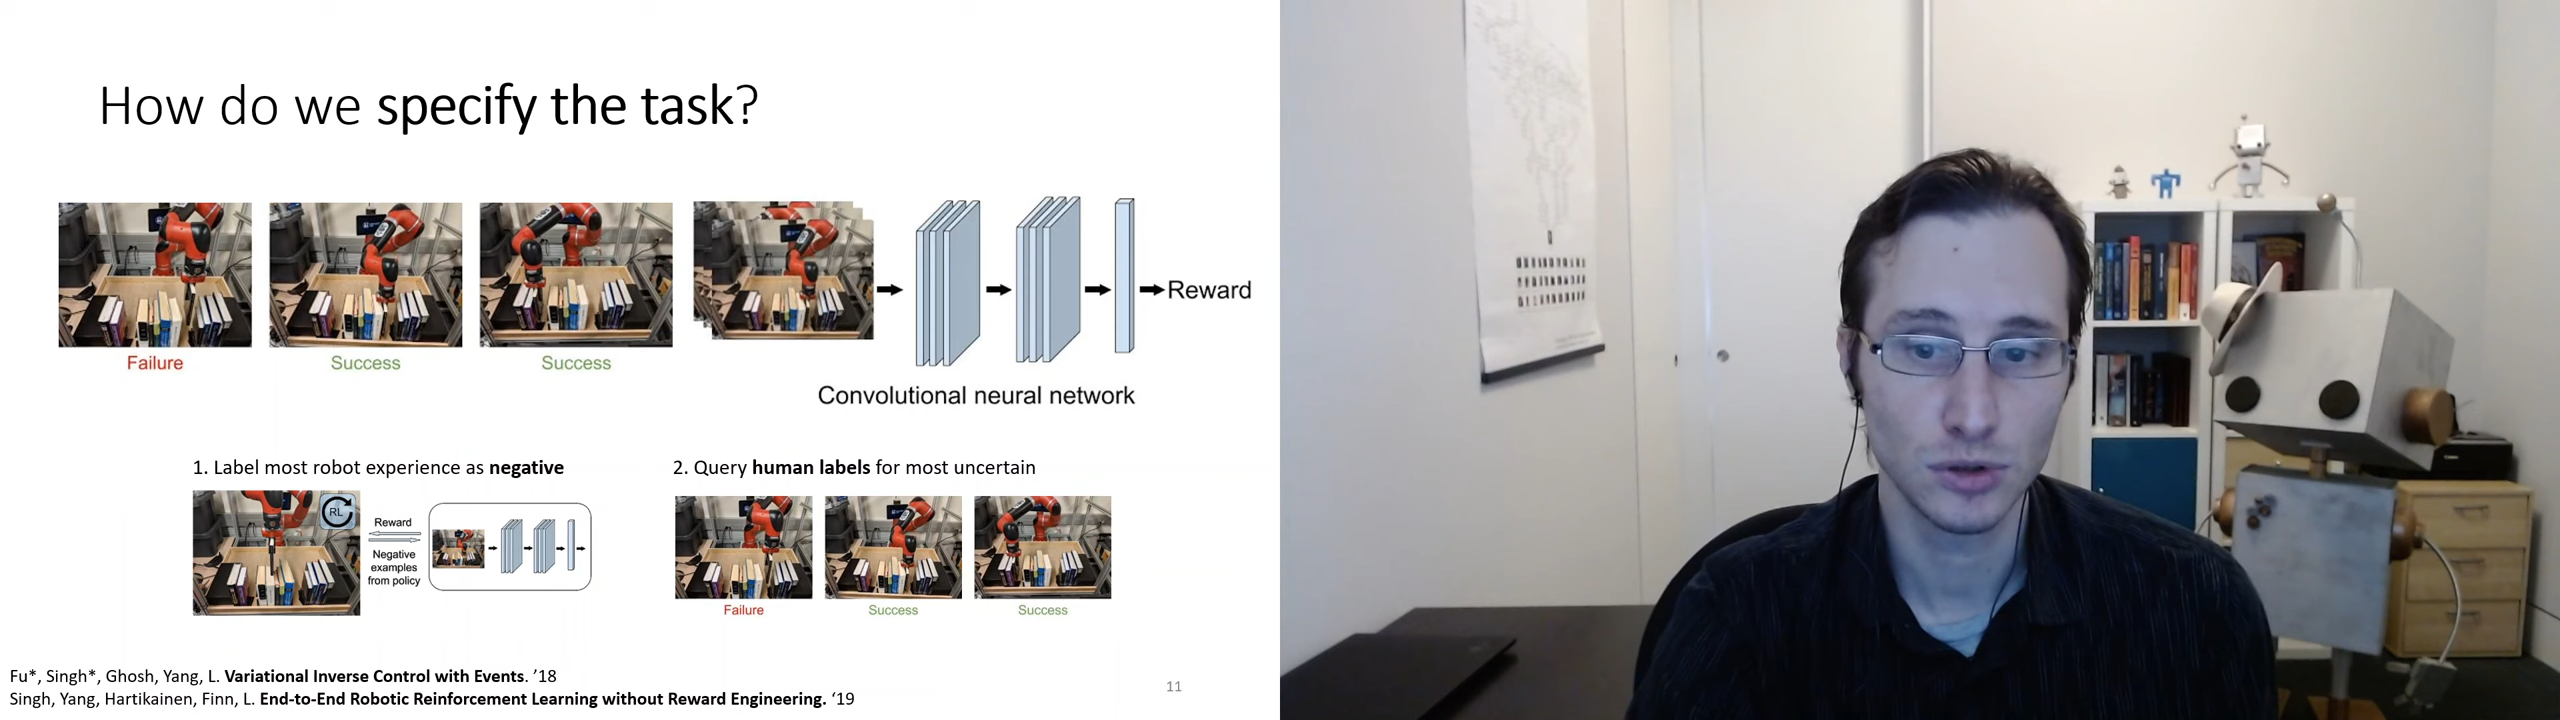 How do we specify the task?
Failure
Success
Success
Reward
Convolutional neural network
1. Label most robot experience as negative
RL
Reward
Negative
examples
from policy
2. Query human labels for most uncertain
Failure
Success
Success
Fu*, Singh*, Ghosh, Yang, L. Variational Inverse Control with Events. ’18
Singh, Yang, Hartikainen, Finn, L. End-to-End Robotic Reinforcement Learning without Reward Engineering. ‘19
11